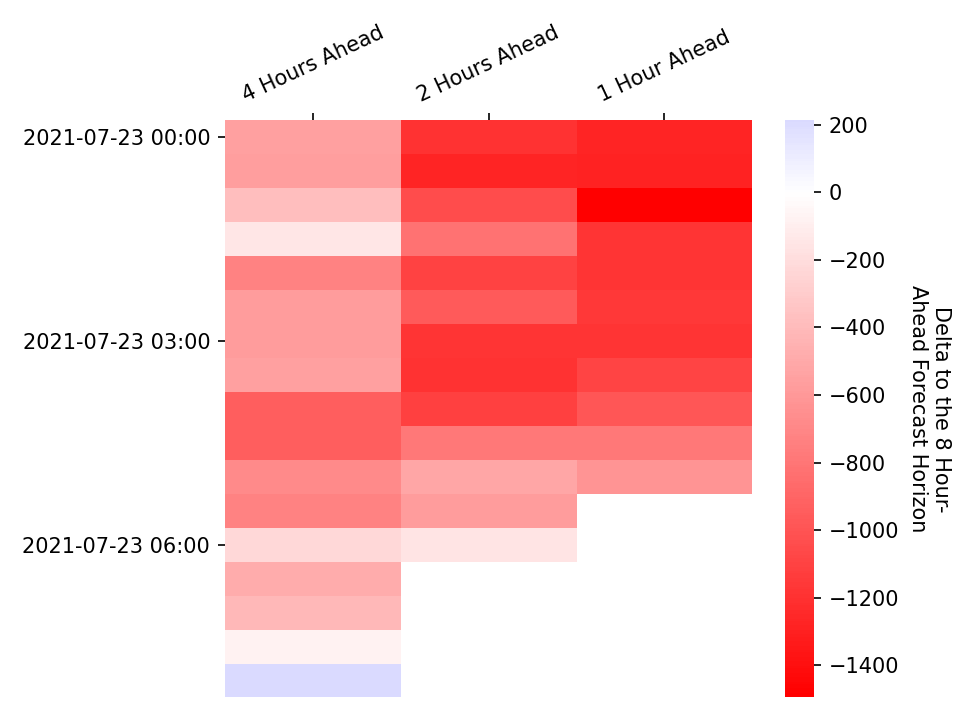 4 Hours Ahead
2 Hours Ahead
1 Hour Ahead
2021-07-23 00:00
2021-07-23 03:00
2021-07-23 06:00
200
0
−200
−400
−600
−800
−1000
−1200
−1400
Delta to the 8 Hour-
Ahead Forecast Horizon